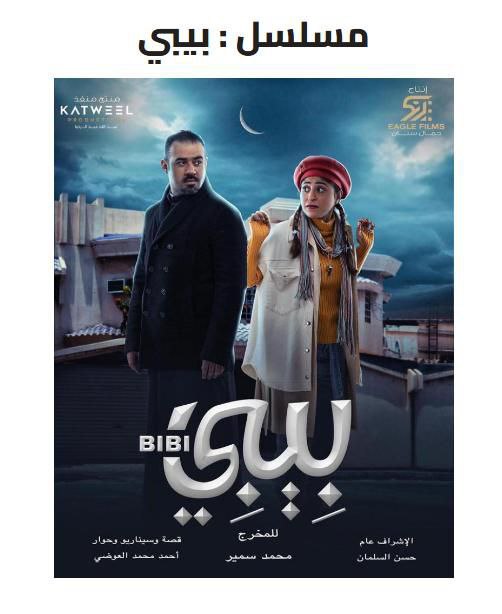 مسلسل : بيبي
منتج منفذ
KATWEEL
PRODUCTION
إنتاج
EAGLE FILMS
جمال سنان
BIBI
بيبي
للمخرج
محمد سمير
قصة وسيناريو وحوار
أحمد محمد العوضي
الإشراف عام
حسن السلمان